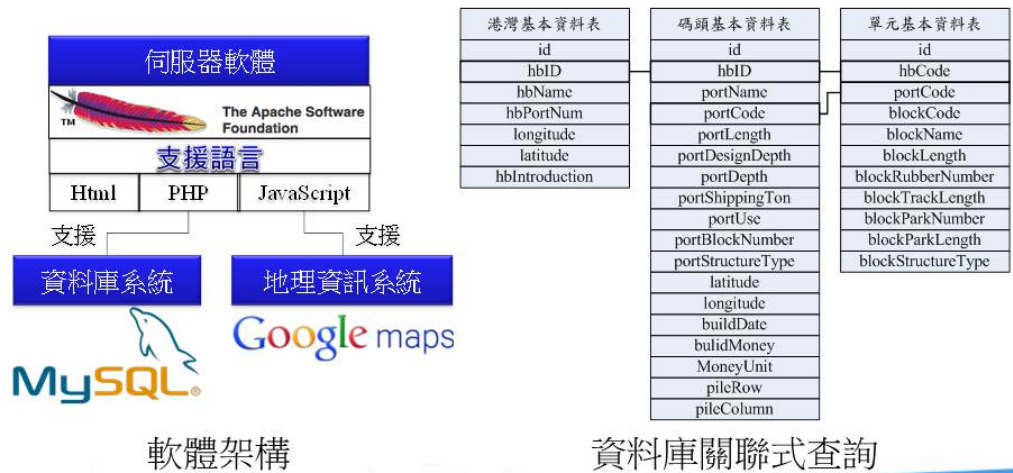 伺服器軟體
TM
The Apache Software
Foundation
支援語言
Html PHP JavaScript
支援 支援
資料庫系統 地理資訊系統
MySQL® Google maps
軟體架構
港灣基本資料表
id
hbID
hbName
hbPortNum
longitude
latitude
hbIntroduction
碼頭基本資料表
id
hbID
portName
portCode
portLength
portDesignDepth
portDepth
portShippingTon
portUse
portBlockNumber
portStructureType
latitude
longitude
buildDate
bulidMoney
MoneyUnit
pileRow
pileColumn
單元基本資料表
id
hbCode
portCode
blockCode
blockName
blockLength
blockRubberNumber
blockTrackLength
blockParkNumber
blockParkLength
blockStructureType
資料庫關聯式查詢